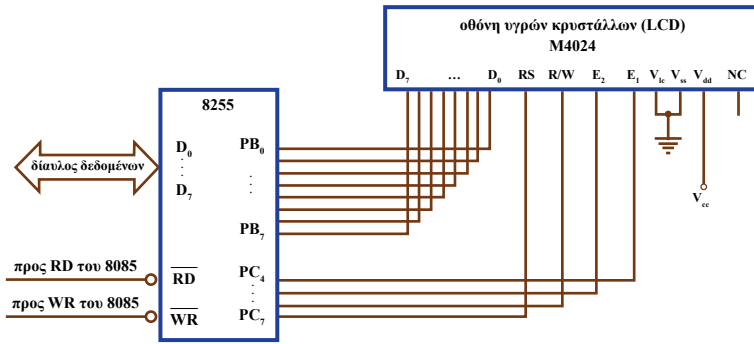 οθόνη υγρών κρυστάλλων (LCD)
M4024
D7 ... D0 RS R/W E2 E1 Vlc Vss Vdd NC
8255
D0 PB0
δίαυλος δεδομένων
D7
Vcc
PB7
προς RD του 8085
RD PC4
προς WR του 8085
WR PC7